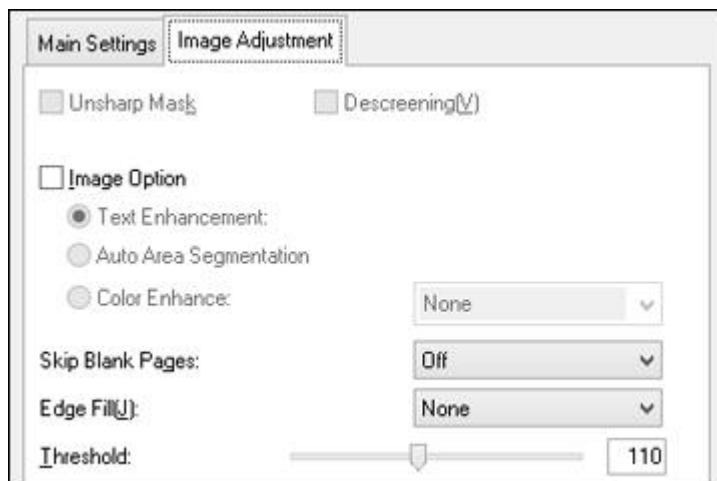 Main Settings Image Adjustment
Unsharp Mask Descreening(V)
Image Option
Text Enhancement:
Auto Area Segmentation
Color Enhance: None
Skip Blank Pages: Off
Edge Fill(J): None
Threshold: 110